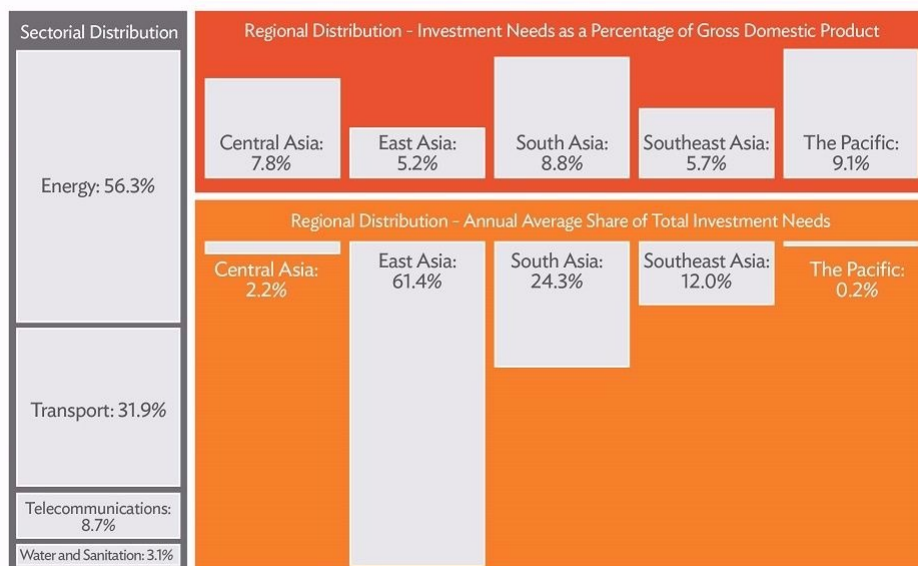 Sectorial Distribution
Energy: 56.3%
Transport: 31.9%
Telecommunications:
8.7%
Water and Sanitation: 3.1%
Regional Distribution - Investment Needs as a Percentage of Gross Domestic Product
Central Asia:
7.8%
East Asia:
5.2%
South Asia:
8.8%
Southeast Asia:
5.7%
The Pacific:
9.1%
Regional Distribution - Annual Average Share of Total Investment Needs
Central Asia:
2.2%
East Asia:
61.4%
South Asia:
24.3%
Southeast Asia:
12.0%
The Pacific:
0.2%